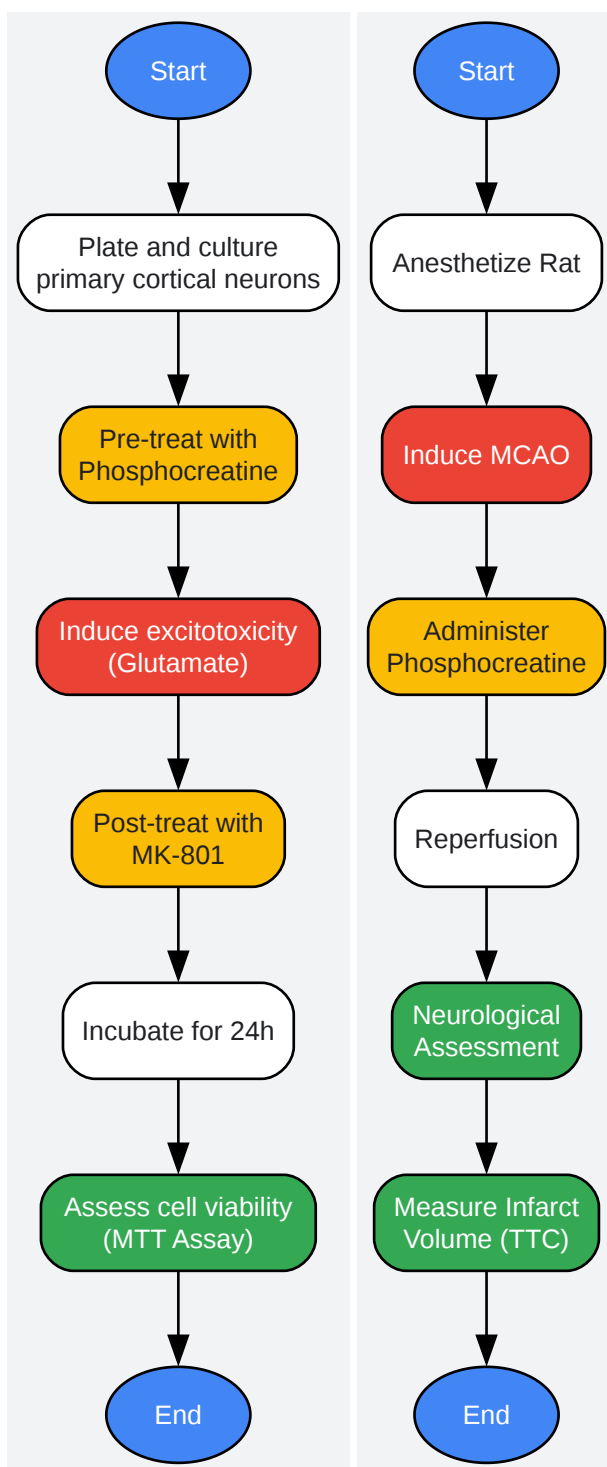 Start
Plate and culture
primary cortical neurons
Pre-treat with
Phosphocreatine
Induce excitotoxicity
(Glutamate)
Post-treat with
MK-801
Incubate for 24h
Assess cell viability
(MTT Assay)
End
Start
Anesthetize Rat
Induce MCAO
Administer
Phosphocreatine
Reperfusion
Neurological
Assessment
Measure Infarct
Volume (TTC)
End